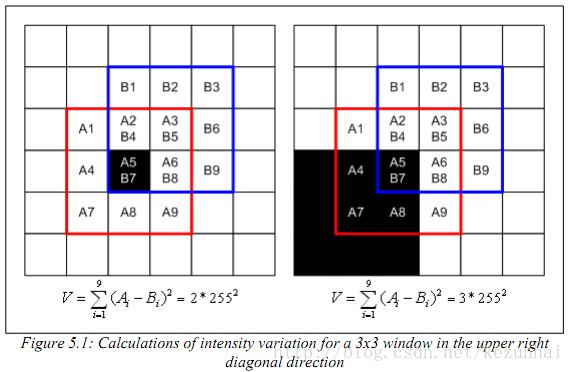 B1 B2 B3
A1 A2 B4 A3 B5 B6
A4 A5 B7 A6 B8 B9
A7 A8 A9
B1 B2 B3
A1 A2 B4 A3 B5 B6
A4 A5 B7 A6 B8 B9
A7 A8 A9
V = \sum_{i=1}^{9} (A_i - B_i)^2 = 2*255^2
V = \sum_{i=1}^{9} (A_i - B_i)^2 = 3*255^2
Figure 5.1: Calculations of intensity variation for a 3x3 window in the upper right
diagonal direction
http://blog.csdn.net/kezunhai